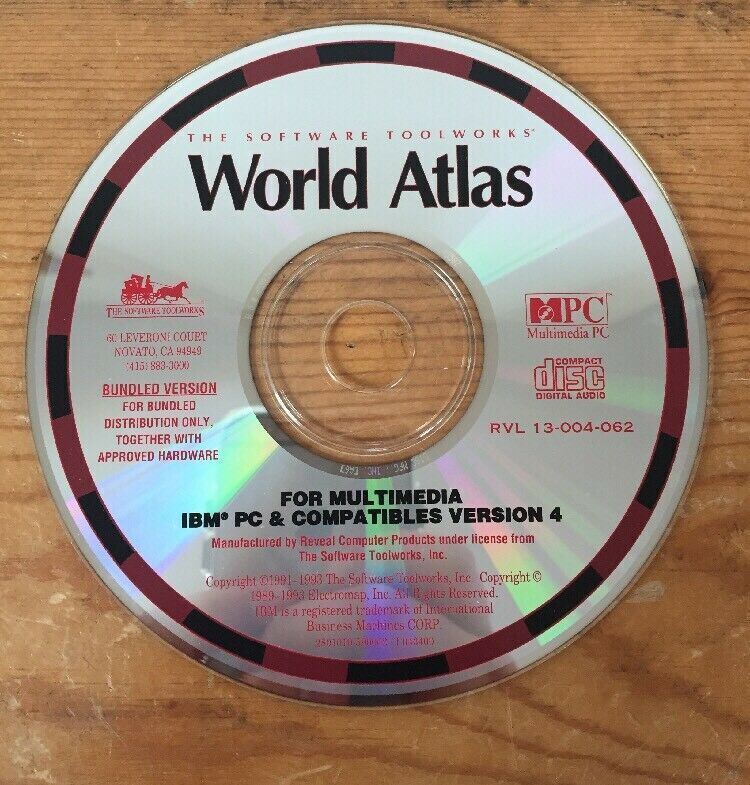 THE SOFTWARE TOOLWORKS®
World Atlas
THE SOFTWARE TOOLWORKS
60 LEVERONI COURT
NOVATO, CA 94949
(415) 883-3000
BUNDLED VERSION
FOR BUNDLED
DISTRIBUTION ONLY,
TOGETHER WITH
APPROVED HARDWARE
MPC
Multimedia PC
COMPACT
disc
DIGITAL AUDIO
RVL 13-004-062
FOR MULTIMEDIA
IBM® PC & COMPATIBLES VERSION 4
Manufactured by Reveal Computer Products under license from
The Software Toolworks, Inc.
Copyright ©1991-1993 The Software Toolworks, Inc. Copyright ©
1989-1993 Electromap, Inc. All Rights Reserved.
IBM is a registered trademark of International
Business Machines CORP.